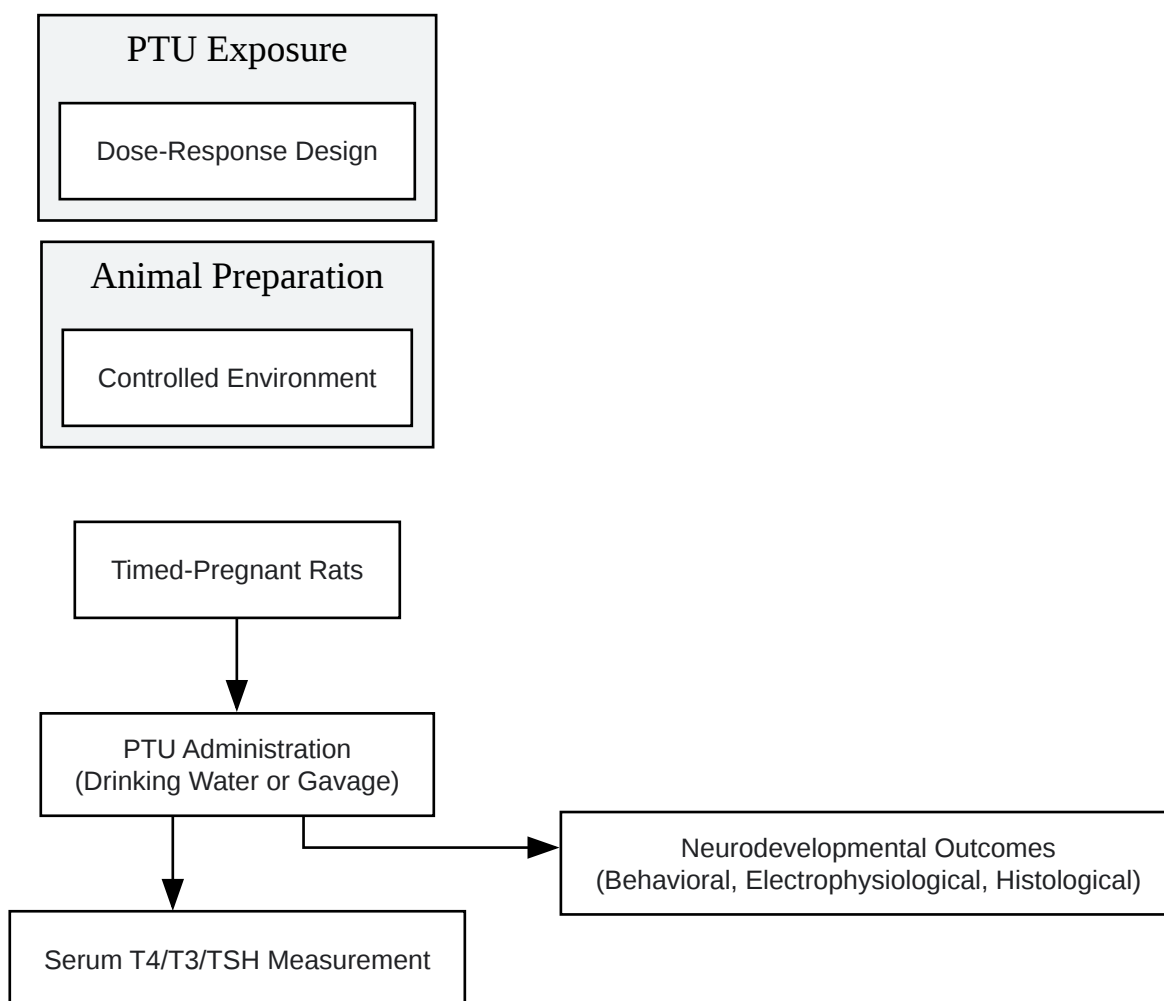 PTU Exposure
Dose-Response Design
Animal Preparation
Controlled Environment
Timed-Pregnant Rats
PTU Administration
(Drinking Water or Gavage)
Neurodevelopmental Outcomes
(Behavioral, Electrophysiological, Histological)
Serum T4/T3/TSH Measurement